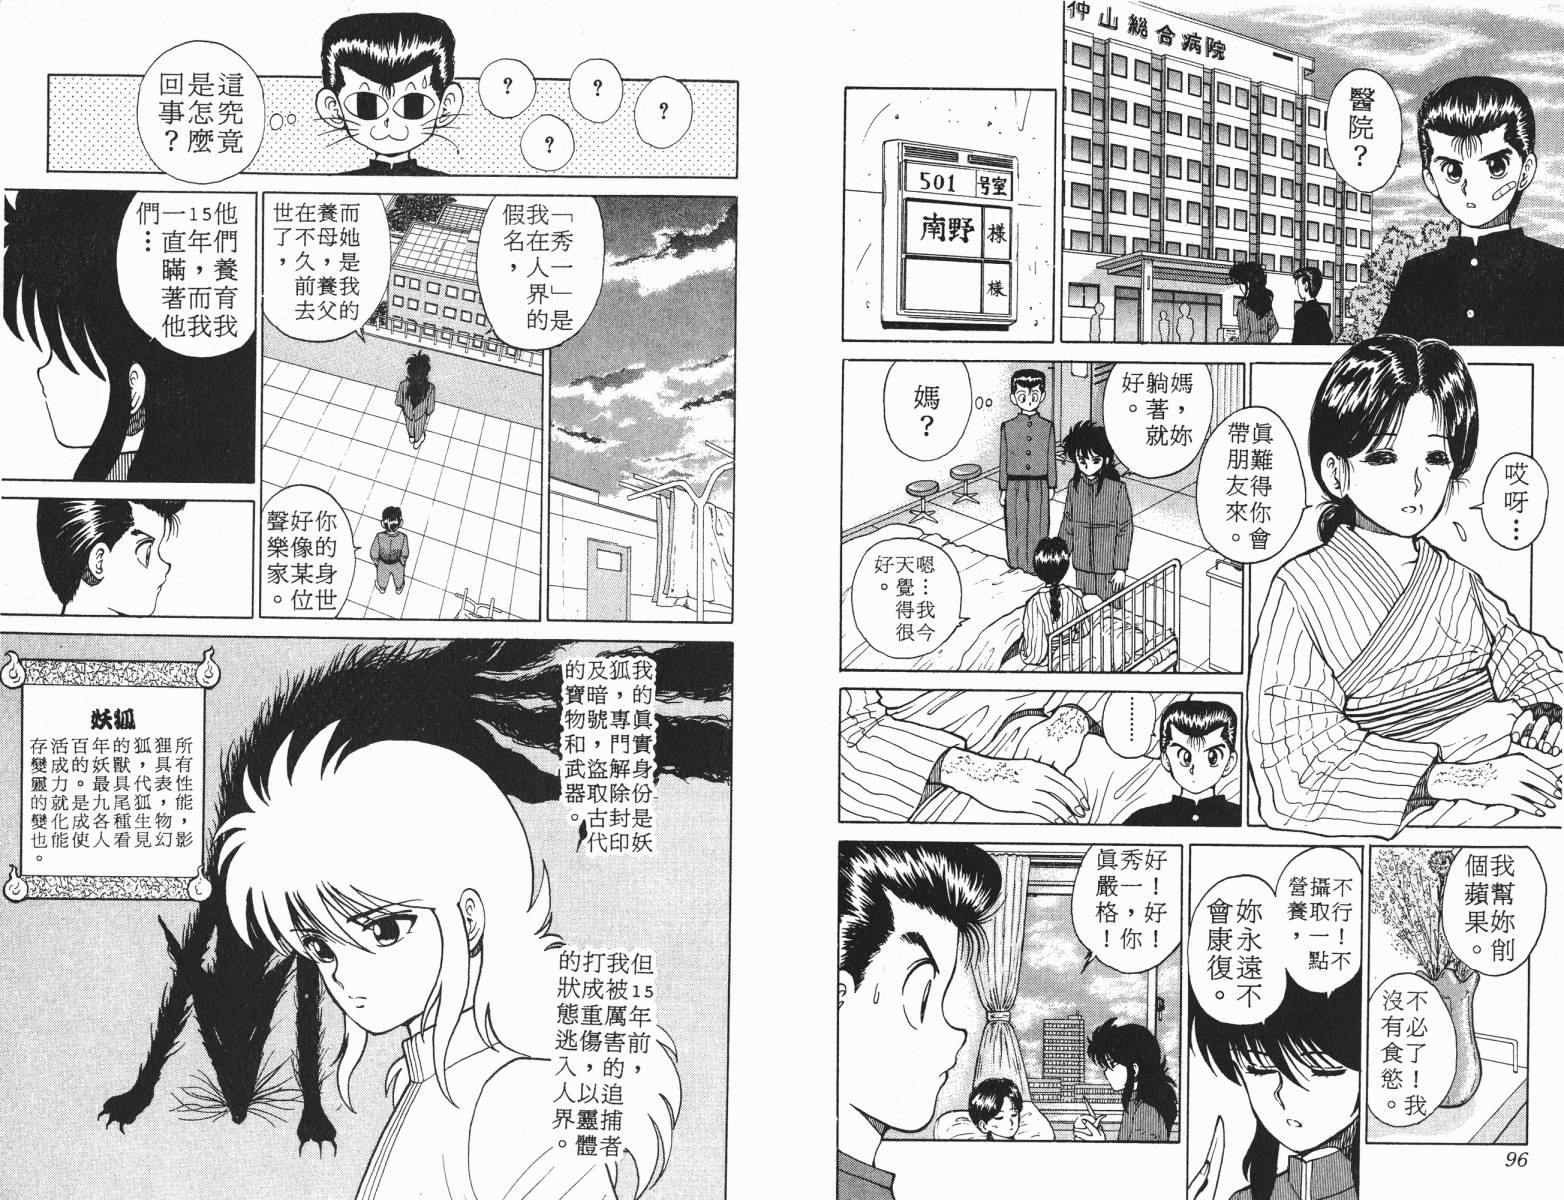 仲山総合病院
醫院？
501
号室
南野
様
様
哎呀…
真難得你會
帶朋友來。
媽，妳
躺著就
好。
媽？
嗯…我今
天覺得很
好。
⋯⋯⋯
我幫妳削
個蘋果。
不必了！我
沒有食慾。
不行！不
攝取一點
營養，
妳永遠不
會康復。
好！好！
秀一，你
真嚴格！
96
？
？
？
？
這究竟
是怎麼
回事？
「秀一」是
我在人界的
假名，
而她是我的
養母，養父
在不久前去
世了，
你的身世
好像某位
聲樂家。
他們養育我
15年，而我
一直瞞著他
們…
我的真實身份是妖
狐，專門解除封印
及暗號，盜取古代
的寶物和武器。
但15年前，
我被厲害的追捕者
打成重傷，以靈體
的狀態逃入人界。
妖狐
所有性能，影
狸具表，物幻
的狐，代狐生見
年妖獸具尾種看
百的。最九各人
活成力是成使
存變靈就化能
的變也。